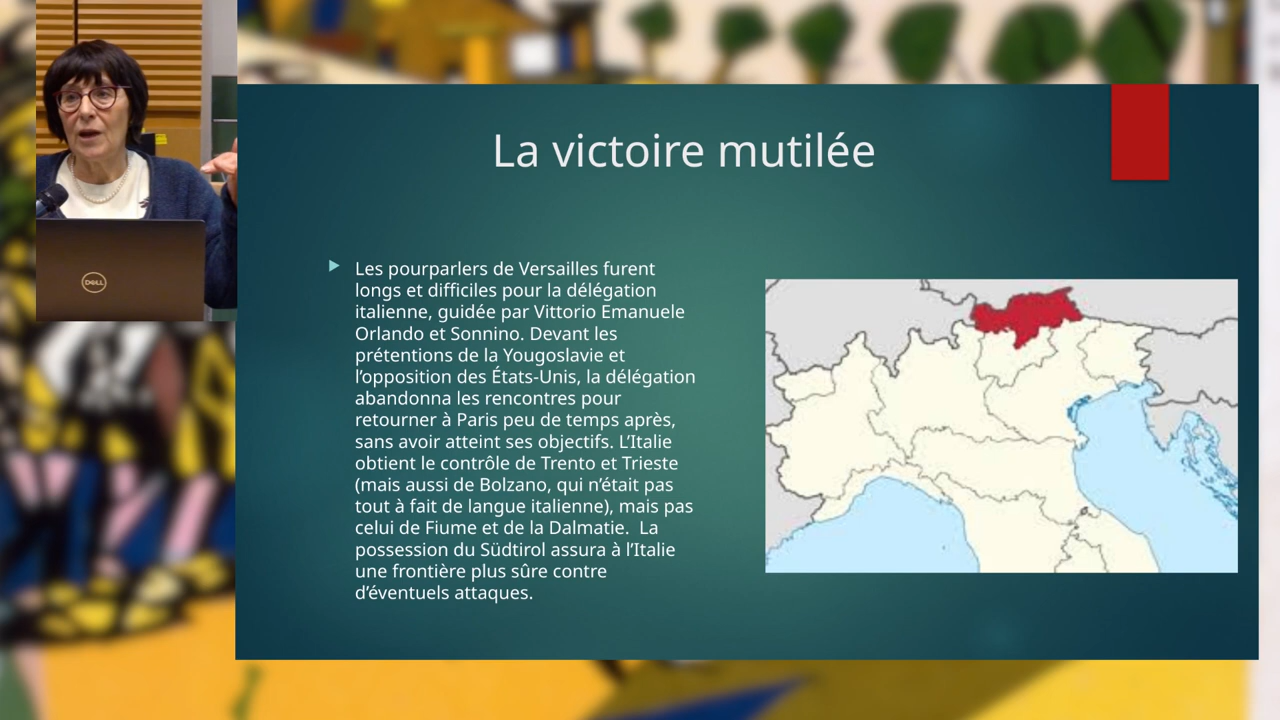 La victoire mutilée
Les pourparlers de Versailles furent
longs et difficiles pour la délégation
italienne, guidée par Vittorio Emanuele
Orlando et Sonnino. Devant les
prétentions de la Yougoslavie et
l’opposition des États-Unis, la délégation
abandonna les rencontres pour
retourner à Paris peu de temps après,
sans avoir atteint ses objectifs. L’Italie
obtient le contrôle de Trento et Trieste
(mais aussi de Bolzano, qui n’était pas
tout à fait de langue italienne), mais pas
celui de Fiume et de la Dalmatie.  La
possession du Südtirol assura à l’Italie
une frontière plus sûre contre
d’éventuels attaques.
DELL